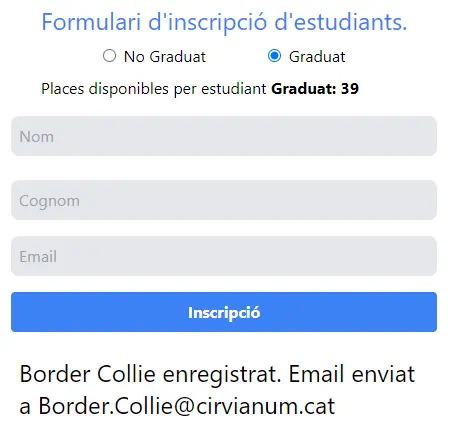 Formulari d'inscripció d'estudiants.
No Graduat Graduat
Places disponibles per estudiant Graduat: 39
Nom
Cognom
Email
Inscripció
Border Collie enregistrat. Email enviat
a Border.Collie@cirvianum.cat